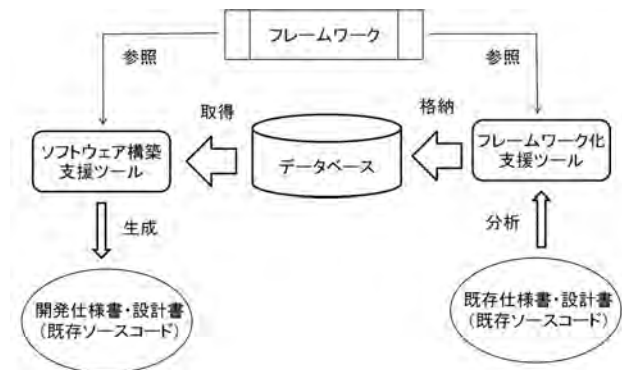 フレームワーク
参照
参照
取得
格納
ソフトウェア構築
支援ツール
データベース
フレームワーク化
支援ツール
生成
分析
開発仕様書・設計書
(既存ソースコード)
既存仕様書・設計書
(既存ソースコード)